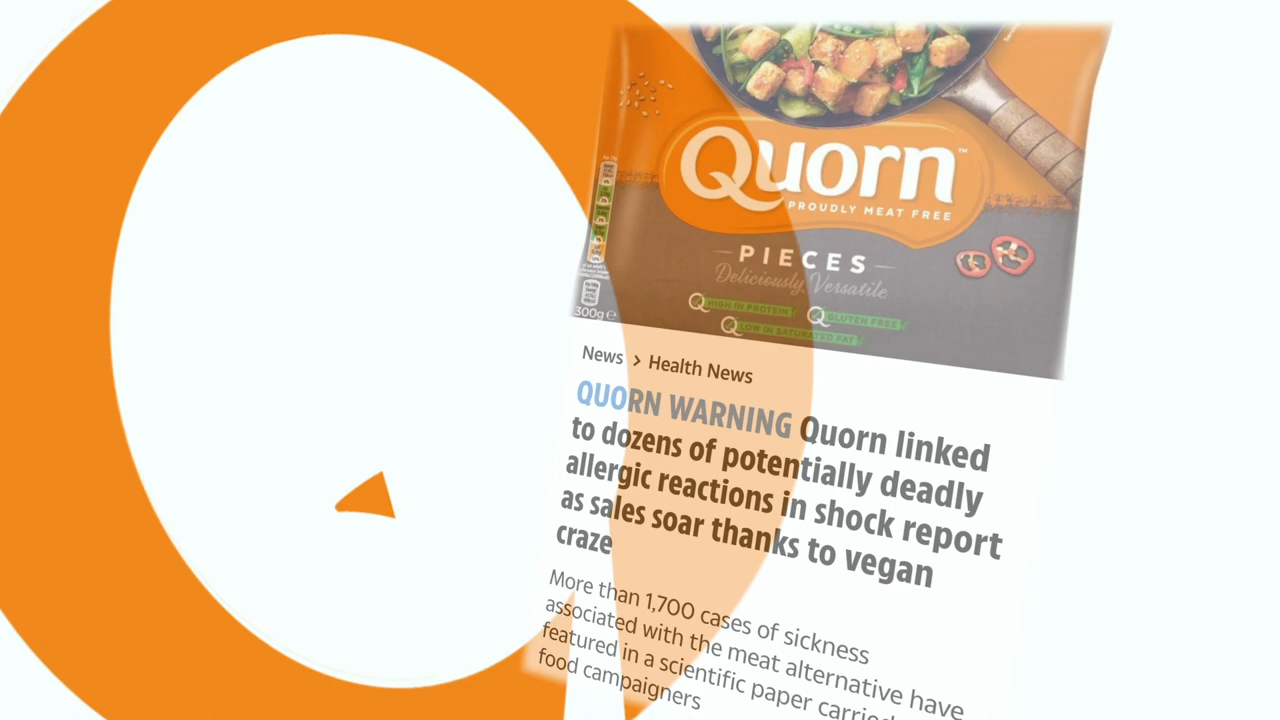 Quorn™
PROUDLY MEAT FREE
PIECES
Deliciously Versatile
HIGH IN PROTEIN
GLUTEN FREE
LOW IN SATURATED FAT
300g ℮
News > Health News
QUORN WARNING Quorn linked
to dozens of potentially deadly
allergic reactions in shock report
as sales soar thanks to vegan
craze
More than 1,700 cases of sickness
associated with the meat alternative have
featured in a scientific paper carried
food campaigners